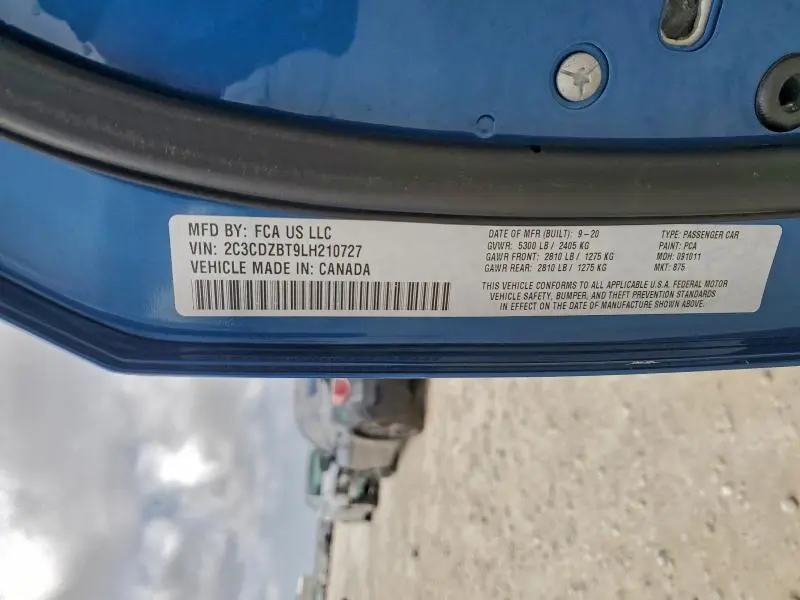 MFD BY: FCA US LLC
VIN: 2C3CDZBT9LH210727
VEHICLE MADE IN: CANADA
DATE OF MFR (BUILT): 9-20
GVWR: 5300 LB / 2405 KG
GAWR FRONT: 2810 LB / 1275 KG
GAWR REAR: 2810 LB / 1275 KG
TYPE: PASSENGER CAR
PAINT: PCA
MDH: 091011
MKT: 875
THIS VEHICLE CONFORMS TO ALL APPLICABLE U.S.A. FEDERAL MOTOR
VEHICLE SAFETY, BUMPER, AND THEFT PREVENTION STANDARDS
IN EFFECT ON THE DATE OF MANUFACTURE SHOWN ABOVE.